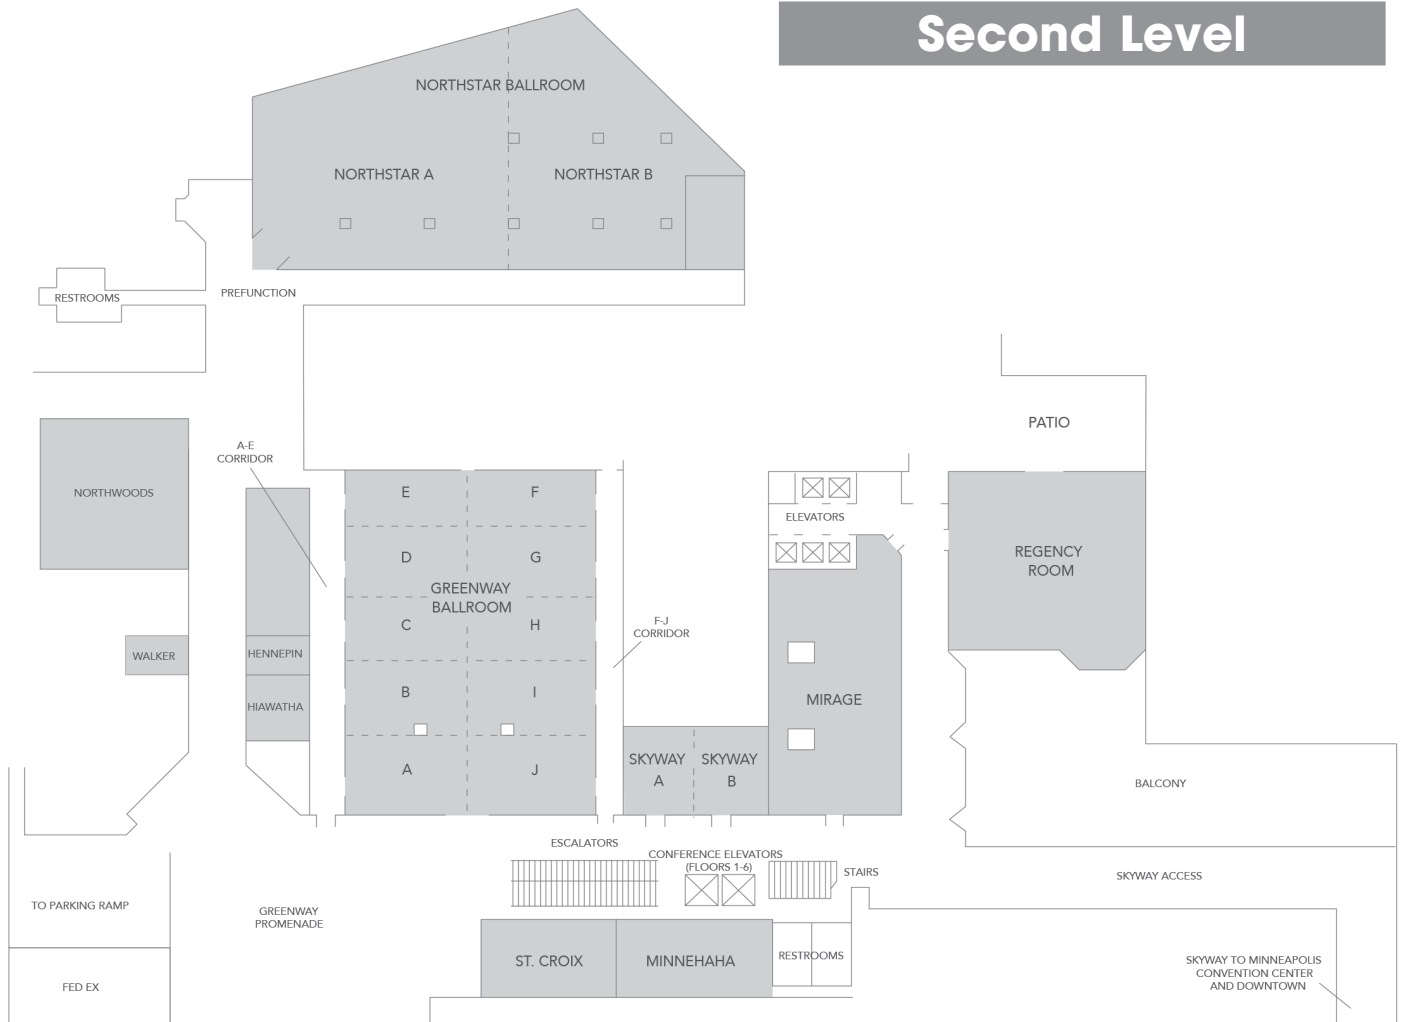 Second Level
NORTHSTAR BALLROOM
NORTHSTAR A
NORTHSTAR B
RESTROOMS
PREFUNCTION
PATIO
A-E
CORRIDOR
NORTHWOODS
E
F
ELEVATORS
D
G
REGENCY
ROOM
GREENWAY
BALLROOM
C
H
F-J
CORRIDOR
WALKER
HENNEPIN
B
I
MIRAGE
HIAWATHA
SKYWAY
A
SKYWAY
B
A
J
BALCONY
ESCALATORS
CONFERENCE ELEVATORS
(FLOORS 1-6)
STAIRS
SKYWAY ACCESS
TO PARKING RAMP
GREENWAY
PROMENADE
ST. CROIX
MINNEHAHA
RESTROOMS
SKYWAY TO MINNEAPOLIS
CONVENTION CENTER
AND DOWNTOWN
FED EX